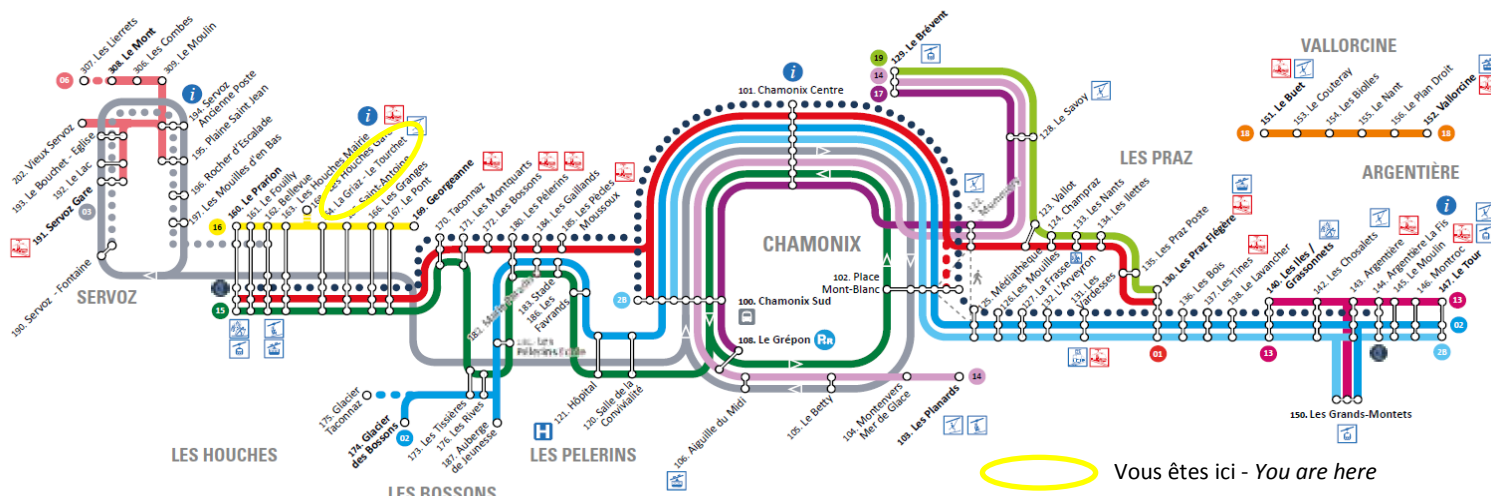 307. Les Lierrets
308. Le Mont
306. Les Combes
309. Le Moulin
06
194. Servoz
Ancienne Poste
195. Plaine Saint Jean
196. Rocher d'Escalade
197. Les Mouilles d'en Bas
202. Vieux Servoz
193. Le Bouchet - Eglise
192. Le Lac
191. Servoz Gare
03
190. Servoz - Fontaine
SERVOZ
160. Le Prarion
161. Le Fouilly
162. Bellevue
163. Les Houches Mairie
Les Houches
La Griaz - Le Tourchet
Saint-Antoine
166. Les Granges
167. Le Pont
169. Georgeanne
16
15
LES HOUCHES
170. Taconnaz
171. Les Montquarts
172. Les Bossons
180. Les Pèlerins
184. Les Gaillands
185. Les Pècles
Moussoux
183. Stade
186. Les
Favrands
Pèlerins Ecole
175. Glacier
Taconnaz
174. Glacier
des Bossons
02
173. Les Tissières
176. Les Rives
187. Auberge
de Jeunesse
LES BOSSONS
H
121. Hôpital
120. Salle de la
Convivialité
LES PELERINS
2B
19
14
17
129. Le Brévent
101. Chamonix Centre
128. Le Savoy
CHAMONIX
102. Place
Mont-Blanc
100. Chamonix Sud
108. Le Grépon
106. Aiguille du Midi
105. Le Betty
104. Montenvers
Mer de Glace
103. Les Planards
14
LES PRAZ
123. Vallot
124. Champraz
133. Les Nants
134. Les Ilettes
135. Les Praz Poste
130. Les Praz Flégère
125. Médiathèque
126. Les Mouilles
127. La Frasse
132. L'Arveyron
131. Les
Vardesses
01
136. Les Bois
137. Les Tines
138. Le Lavancher
140. Les Iles /
Grassonnets
142. Les Chosalets
143. Argentière
144. Argentière La Fis
145. Le Moulin
146. Montroc
147. Le Tour
ARGENTIÈRE
13
02
13
2B
150. Les Grands-Montets
VALLORCINE
151. Le Buet
153. Le Couteray
154. Les Biolles
155. Le Nant
156. Le Plan Droit
152. Vallorcine
18
18
Vous êtes ici - You are here